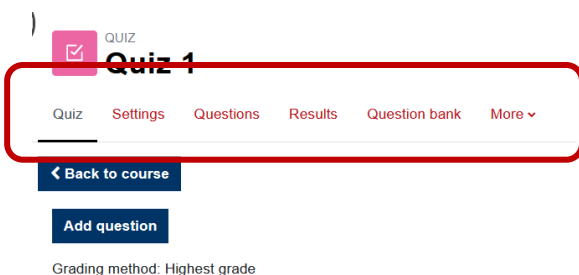 QUIZ
Quiz 1
Quiz Settings Questions Results Question bank More
Back to course
Add question
Grading method: Highest grade